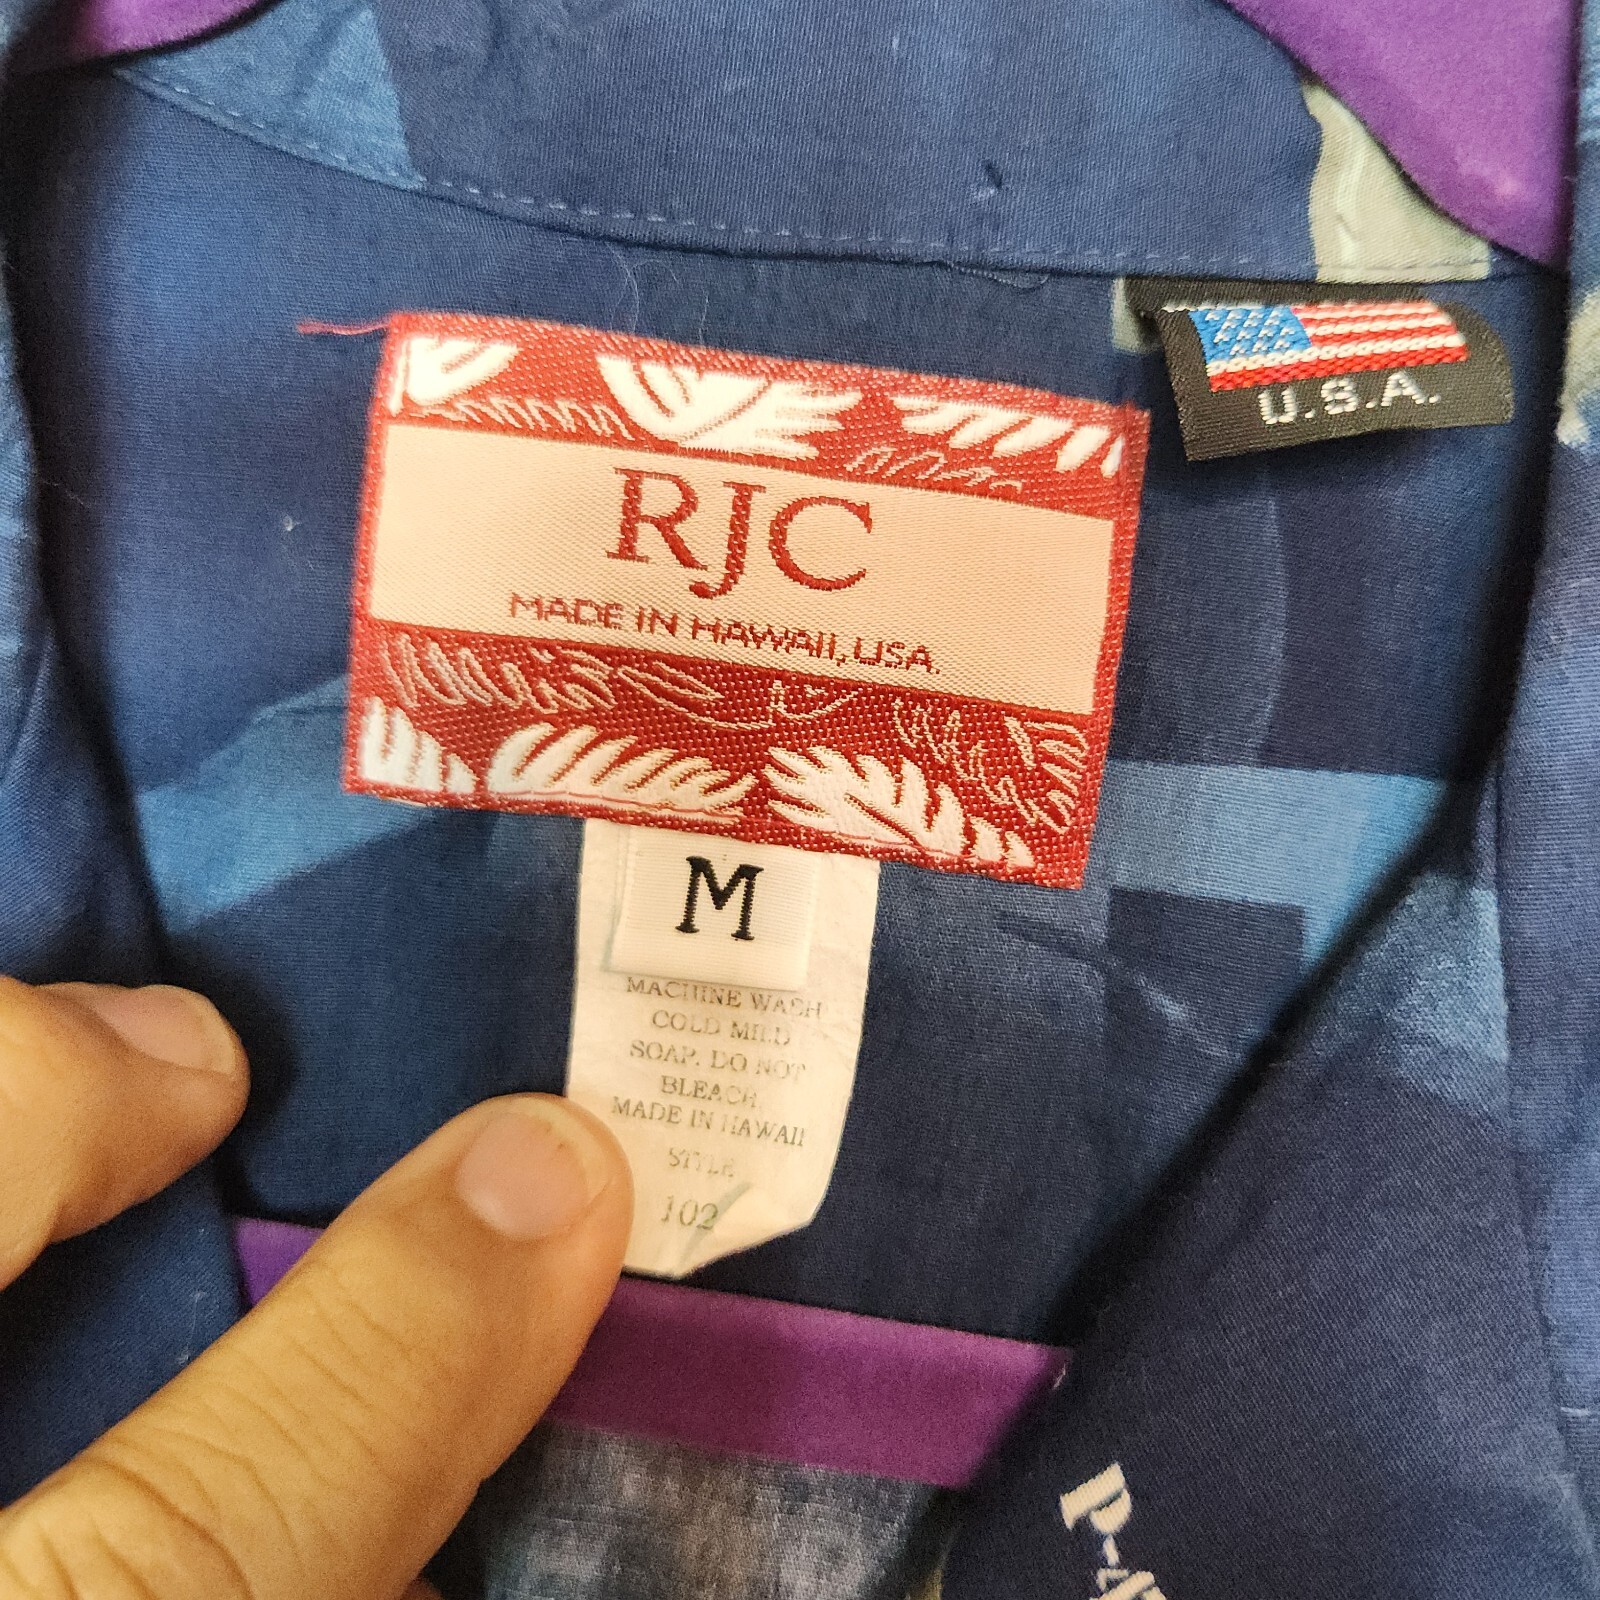 U.S.A.
RJC
MADE IN HAWAII, USA.
M
MACHINE WASH
COLD MILD
SOAP. DO NOT
BLEACH.
MADE IN HAWAII
STYLE
102
P-